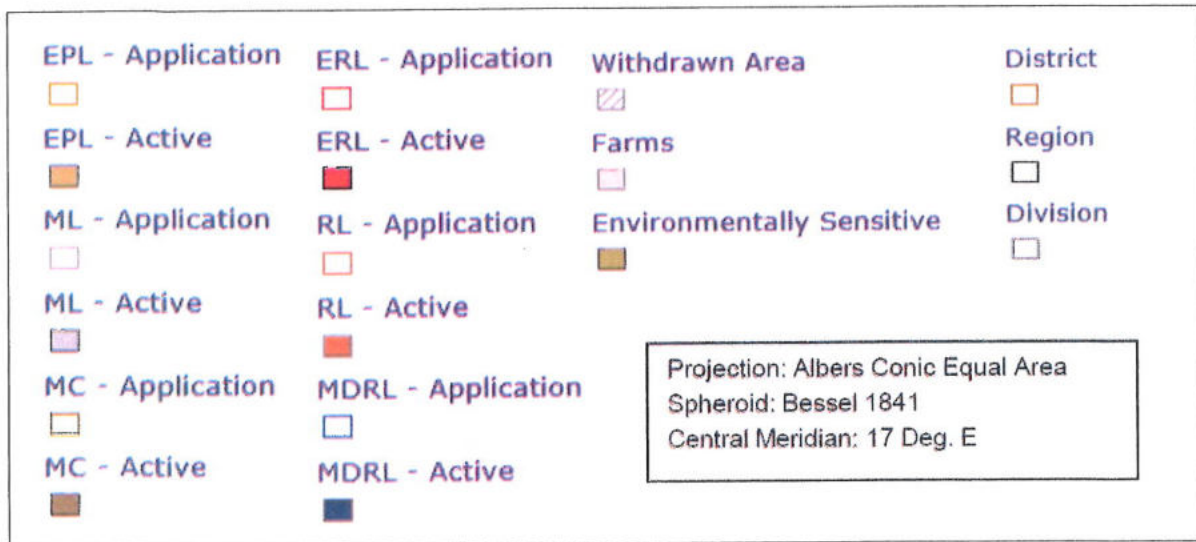 EPL - Application
EPL - Active
ML - Application
ML - Active
MC - Application
MC - Active
ERL - Application
ERL - Active
RL - Application
RL - Active
MDRL - Application
MDRL - Active
Withdrawn Area
Farms
Environmentally Sensitive
District
Region
Division
Projection: Albers Conic Equal Area
Spheroid: Bessel 1841
Central Meridian: 17 Deg. E